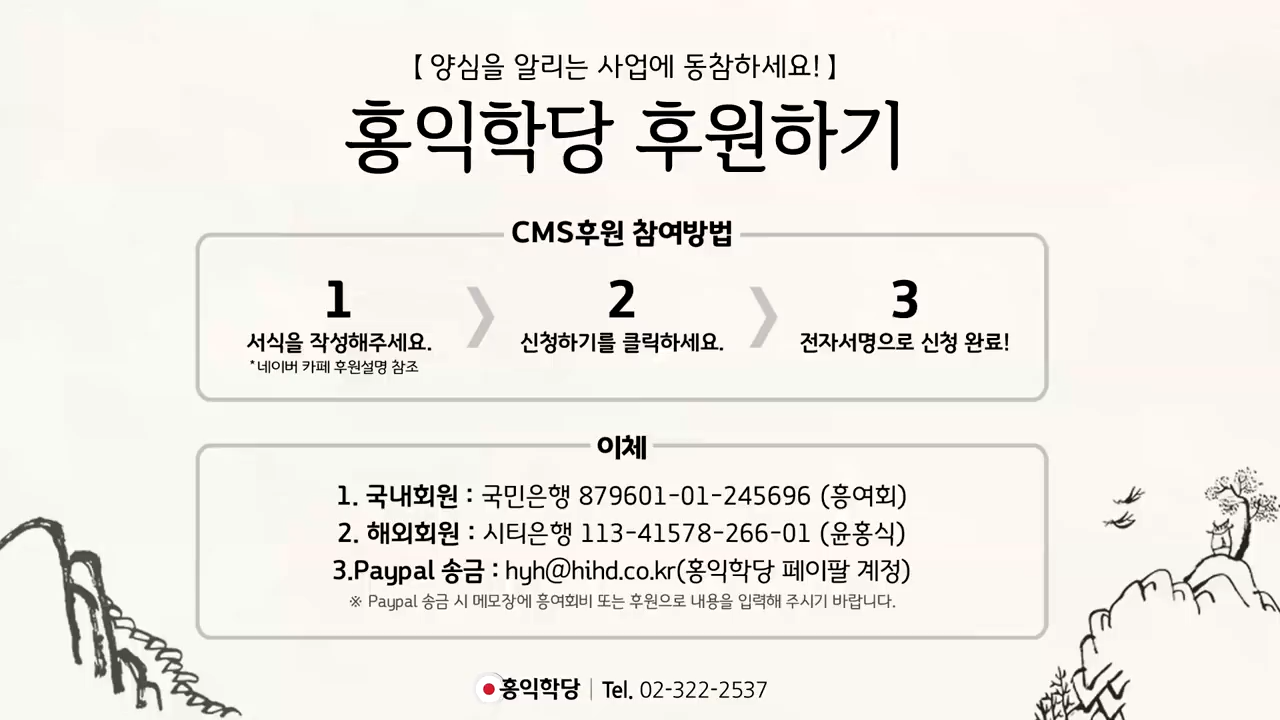 【 양심을 알리는 사업에 동참하세요! 】
홍익학당 후원하기
CMS후원 참여방법
1
서식을 작성해주세요.
*네이버 카페 후원설명 참조
2
신청하기를 클릭하세요.
3
전자서명으로 신청 완료!
이체
1. 국내회원 : 국민은행 879601-01-245696 (흥여회)
2. 해외회원 : 시티은행 113-41578-266-01 (윤홍식)
3.Paypal 송금 : hyh@hihd.co.kr(홍익학당 페이팔 계정)
※ Paypal 송금 시 메모장에 흥여회비 또는 후원으로 내용을 입력해 주시기 바랍니다.
홍익학당 | Tel. 02-322-2537